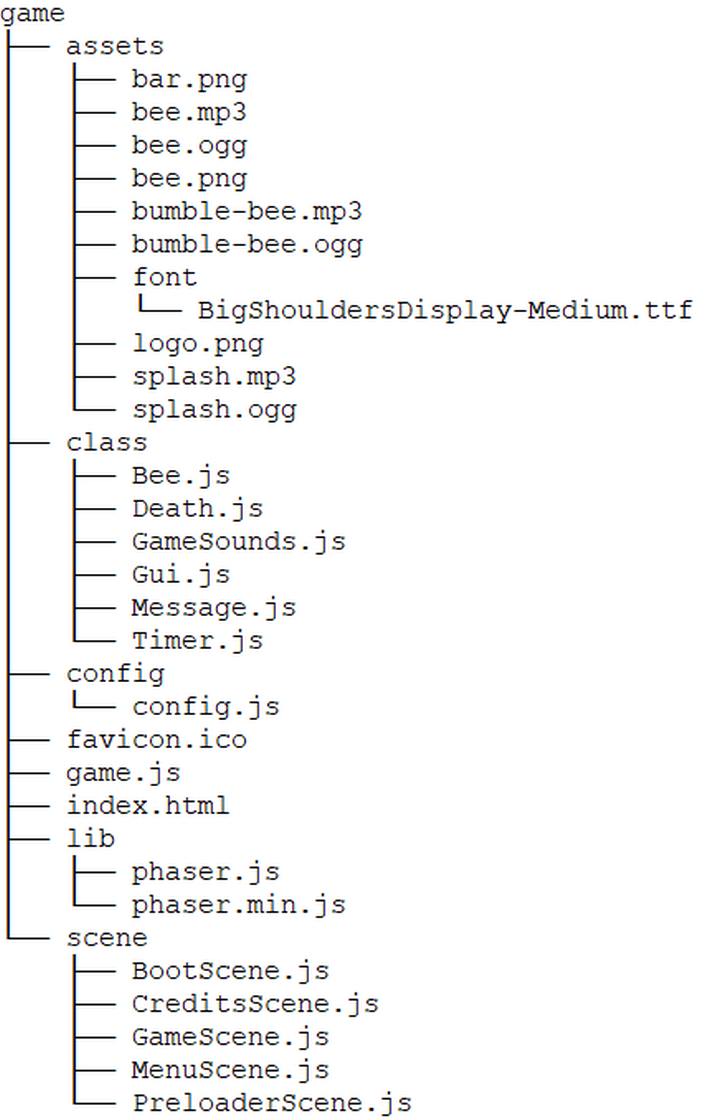 game
├── assets
│   ├── bar.png
│   ├── bee.mp3
│   ├── bee.ogg
│   ├── bee.png
│   ├── bumble-bee.mp3
│   ├── bumble-bee.ogg
│   ├── font
│   │   └── BigShouldersDisplay-Medium.ttf
│   ├── logo.png
│   ├── splash.mp3
│   └── splash.ogg
├── class
│   ├── Bee.js
│   ├── Death.js
│   ├── GameSounds.js
│   ├── Gui.js
│   ├── Message.js
│   └── Timer.js
├── config
│   └── config.js
├── favicon.ico
├── game.js
├── index.html
├── lib
│   ├── phaser.js
│   └── phaser.min.js
└── scene
    ├── BootScene.js
    ├── CreditsScene.js
    ├── GameScene.js
    ├── MenuScene.js
    └── PreloaderScene.js